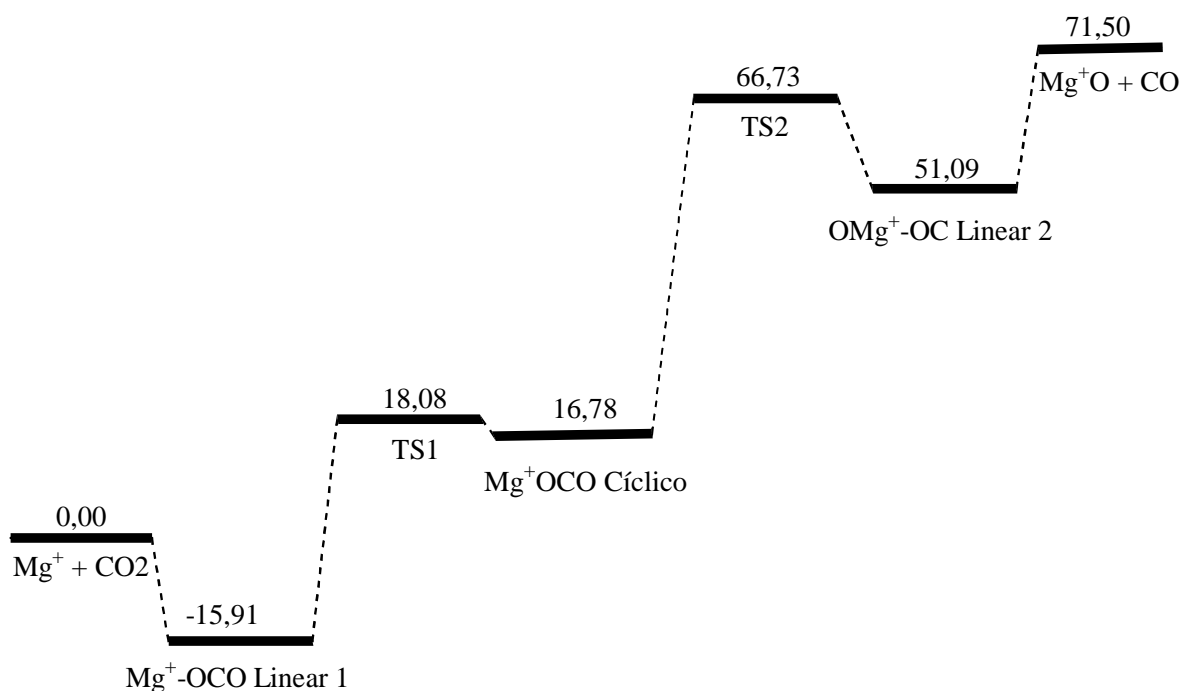 71,50
Mg⁺O + CO
66,73
TS2
51,09
OMg⁺-OC Linear 2
18,08
TS1
16,78
Mg⁺OCO Cíclico
0,00
Mg⁺ + CO2
-15,91
Mg⁺-OCO Linear 1